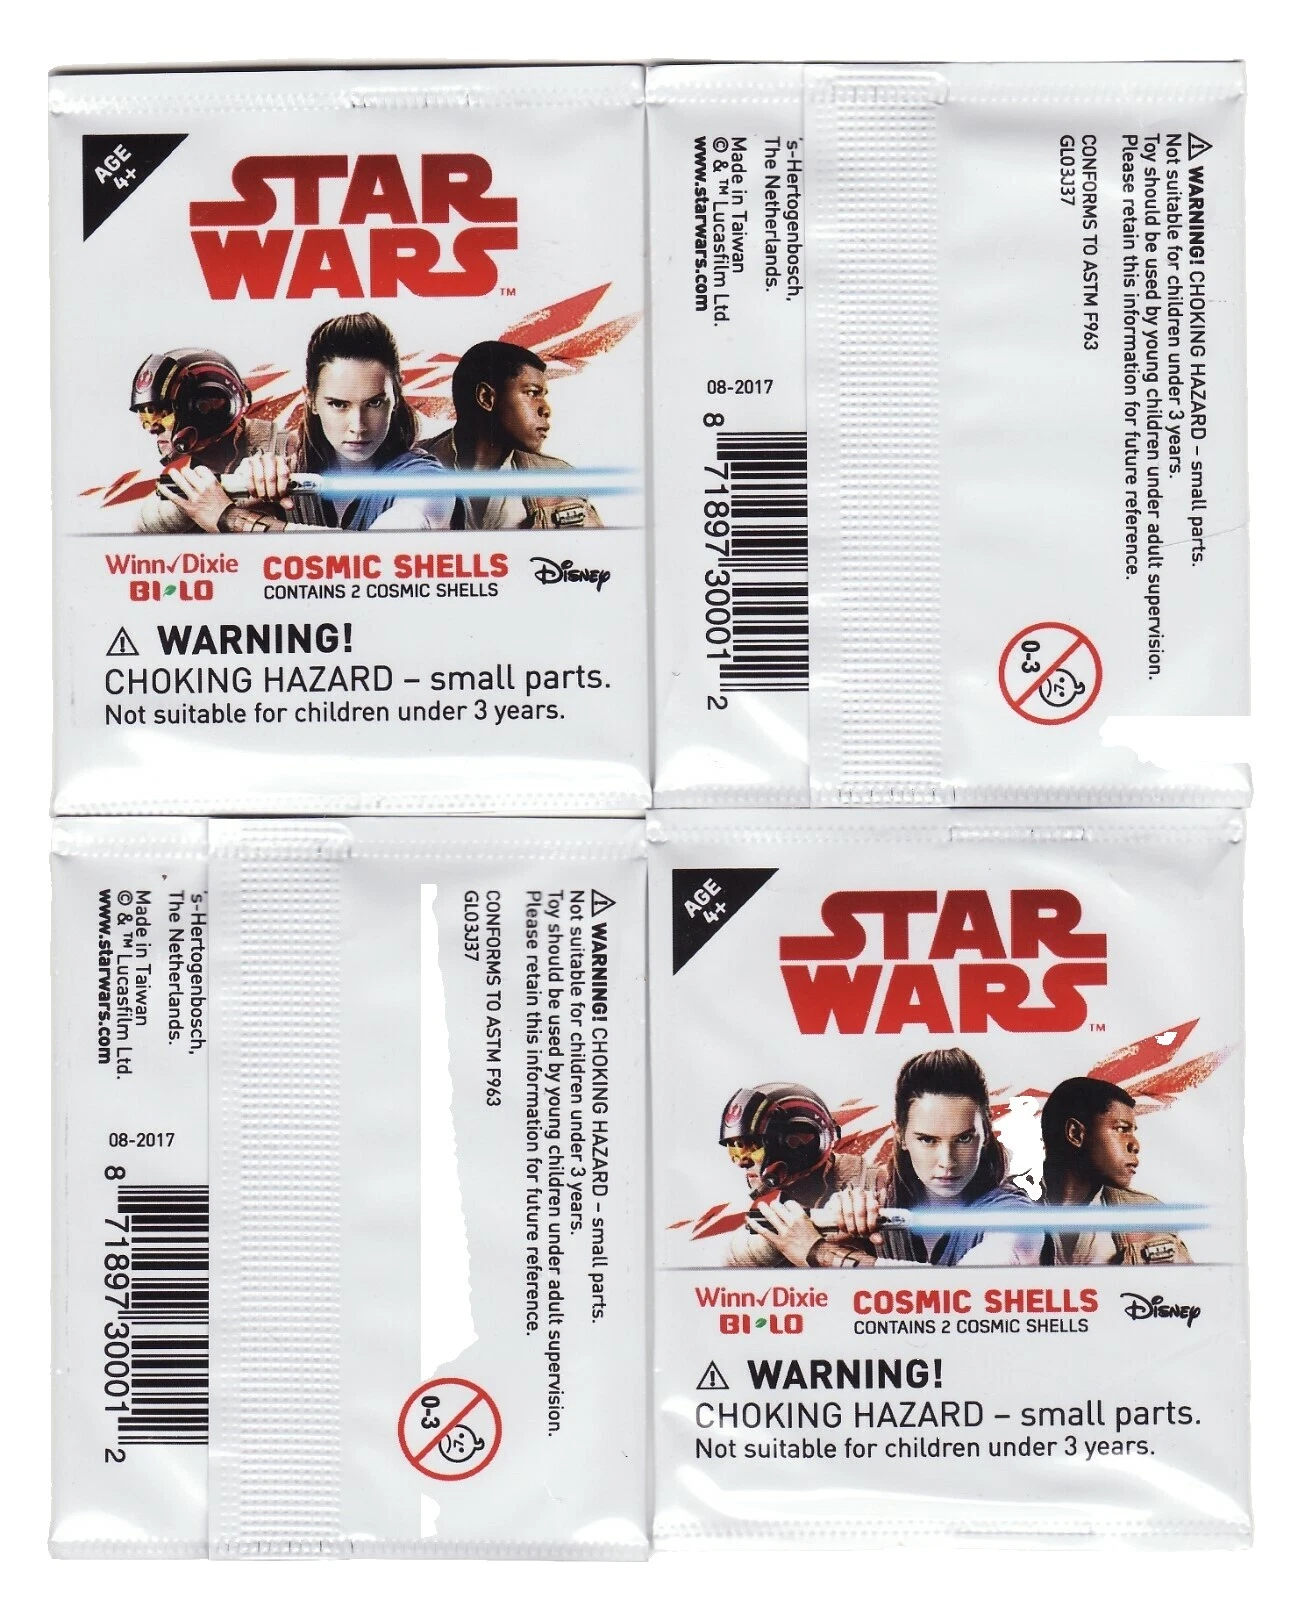 AGE
4+
STAR
WARS™
Winn✓Dixie
BI•LO
COSMIC SHELLS
CONTAINS 2 COSMIC SHELLS
Disney
⚠ WARNING!
CHOKING HAZARD – small parts.
Not suitable for children under 3 years.
⚠ WARNING! CHOKING HAZARD – small parts.
Not suitable for children under 3 years.
Toy should be used by young children under adult supervision.
Please retain this information for future reference.
CONFORMS TO ASTM F963
GL03J37
0-3
's-Hertogenbosch,
The Netherlands.
Made in Taiwan
© & ™ Lucasfilm Ltd.
www.starwars.com
08-2017
8 718973 000012
⚠ WARNING! CHOKING HAZARD – small parts.
Not suitable for children under 3 years.
Toy should be used by young children under adult supervision.
Please retain this information for future reference.
CONFORMS TO ASTM F963
GL03J37
0-3
's-Hertogenbosch,
The Netherlands.
Made in Taiwan
© & ™ Lucasfilm Ltd.
www.starwars.com
08-2017
8 718973 000012
AGE
4+
STAR
WARS™
Winn✓Dixie
BI•LO
COSMIC SHELLS
CONTAINS 2 COSMIC SHELLS
Disney
⚠ WARNING!
CHOKING HAZARD – small parts.
Not suitable for children under 3 years.